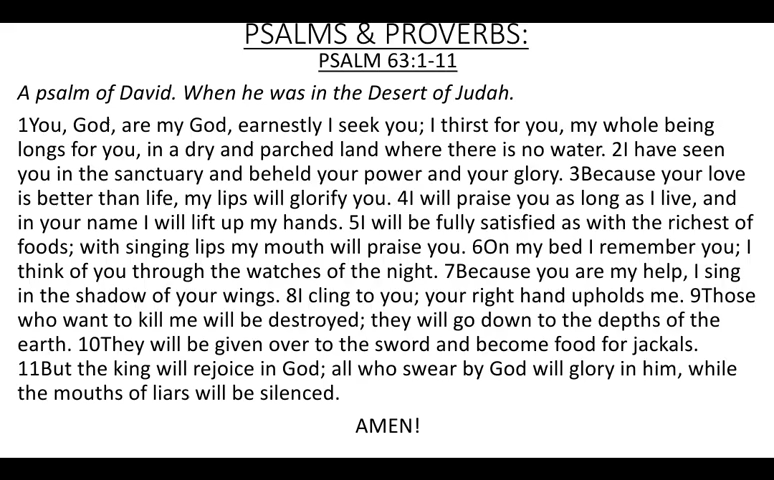 PSALMS & PROVERBS:
PSALM 63:1-11
A psalm of David. When he was in the Desert of Judah.
1You, God, are my God, earnestly I seek you; I thirst for you, my whole being
longs for you, in a dry and parched land where there is no water. 2I have seen
you in the sanctuary and beheld your power and your glory. 3Because your love
is better than life, my lips will glorify you. 4I will praise you as long as I live, and
in your name I will lift up my hands. 5I will be fully satisfied as with the richest of
foods; with singing lips my mouth will praise you. 6On my bed I remember you; I
think of you through the watches of the night. 7Because you are my help, I sing
in the shadow of your wings. 8I cling to you; your right hand upholds me. 9Those
who want to kill me will be destroyed; they will go down to the depths of the
earth. 10They will be given over to the sword and become food for jackals.
11But the king will rejoice in God; all who swear by God will glory in him, while
the mouths of liars will be silenced.
AMEN!